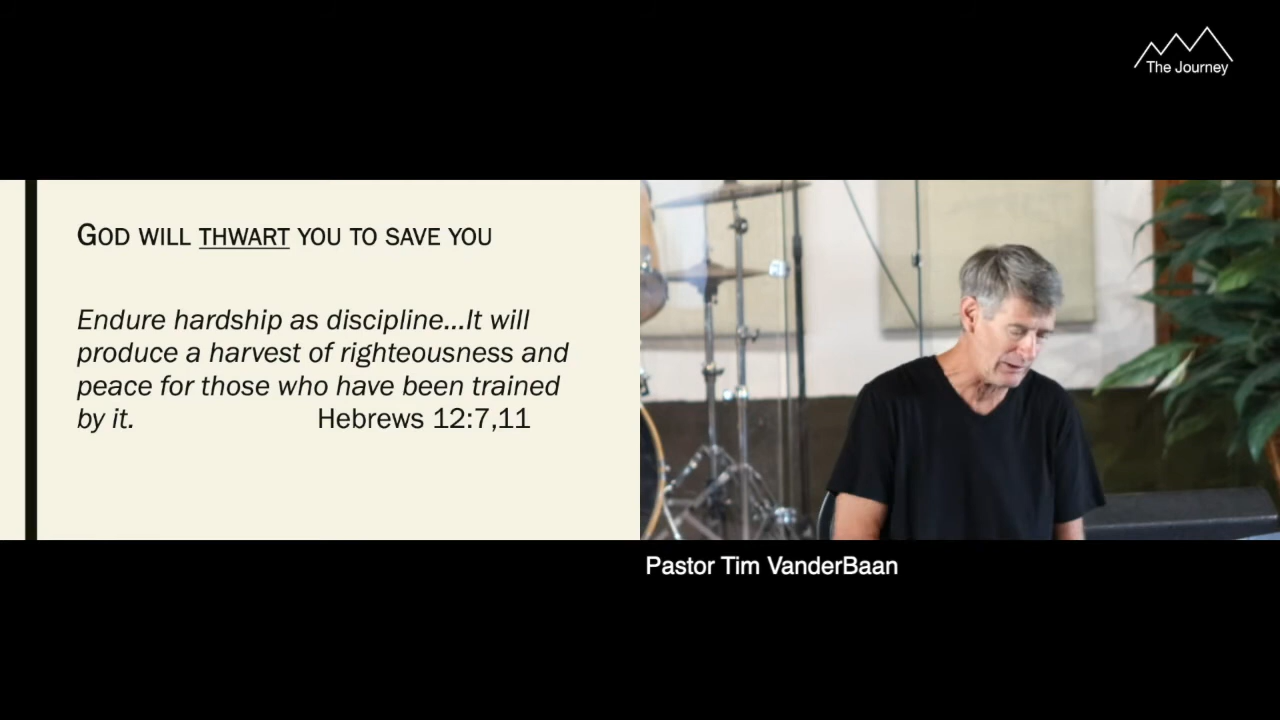 The Journey
GOD WILL THWART YOU TO SAVE YOU
Endure hardship as discipline...It will
produce a harvest of righteousness and
peace for those who have been trained
by it. Hebrews 12:7,11
Pastor Tim VanderBaan